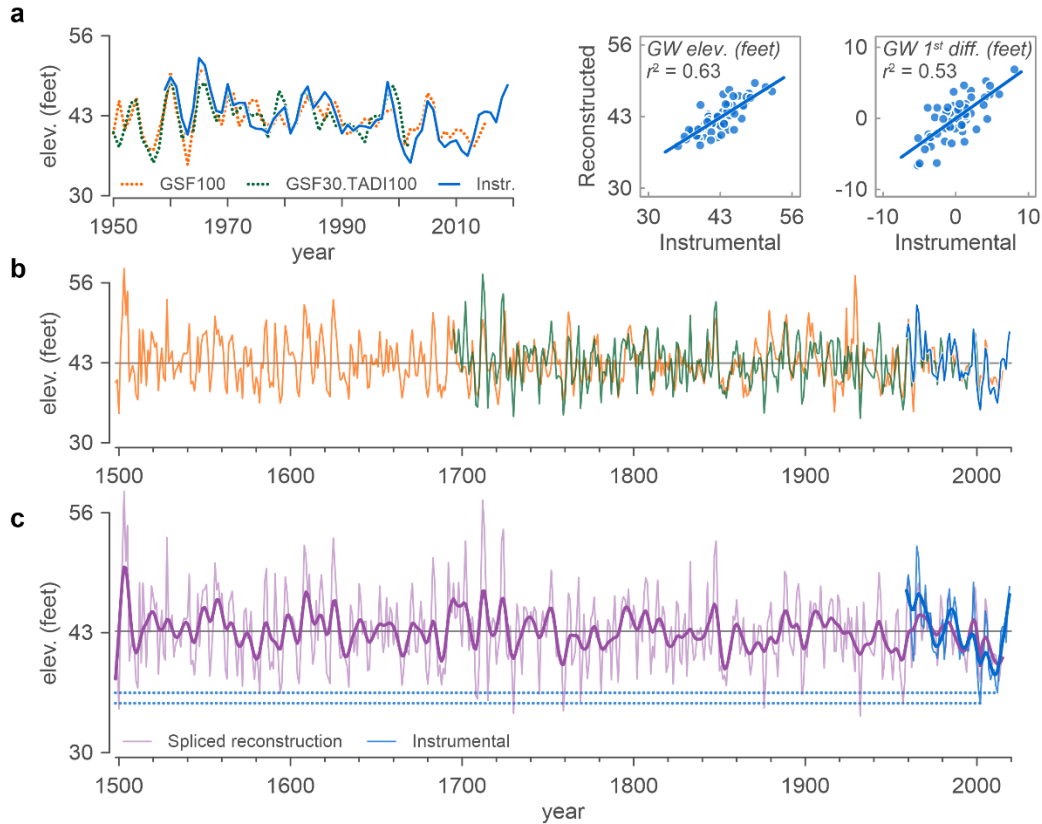 a
56
43
30
elev. (feet)
GSF100 GSF30.TADI100 Instr.
1950 1970 1990 2010
year
56
43
30
Reconstructed
GW elev. (feet)
r² = 0.63
30 43 56
Instrumental
10
0
-10
GW 1st diff. (feet)
r² = 0.53
-10 0 10
Instrumental
b
56
43
30
elev. (feet)
1500 1600 1700 1800 1900 2000
c
56
43
30
elev. (feet)
Spliced reconstruction Instrumental
1500 1600 1700 1800 1900 2000
year